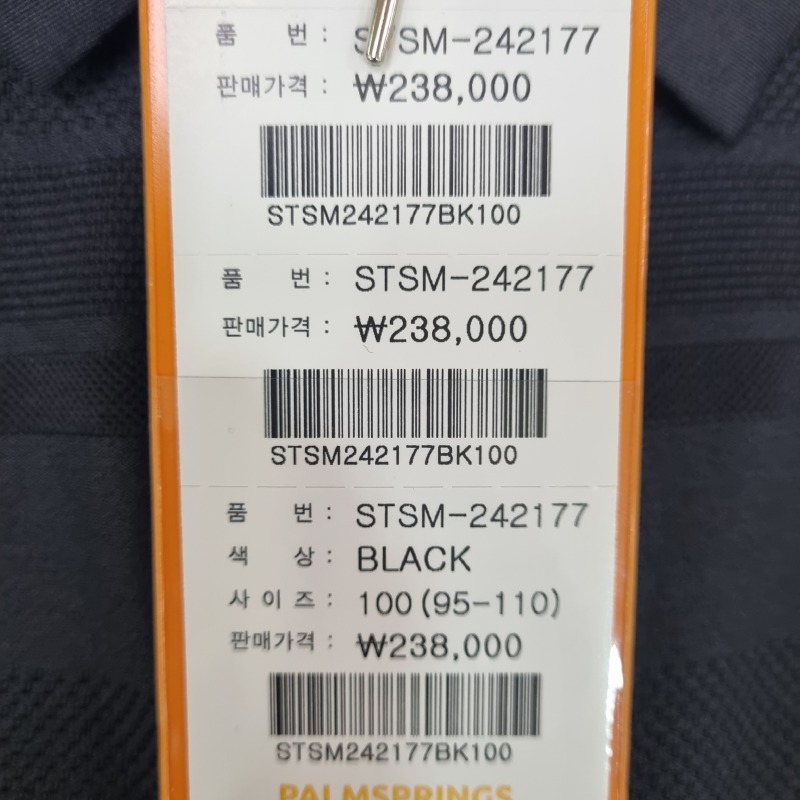 품 번 : STSM-242177
판매가격 : ₩238,000
STSM242177BK100
품 번 : STSM-242177
판매가격 : ₩238,000
STSM242177BK100
품 번 : STSM-242177
색 상 : BLACK
사 이 즈 : 100 (95-110)
판매가격 : ₩238,000
STSM242177BK100
PALMSPRINGS